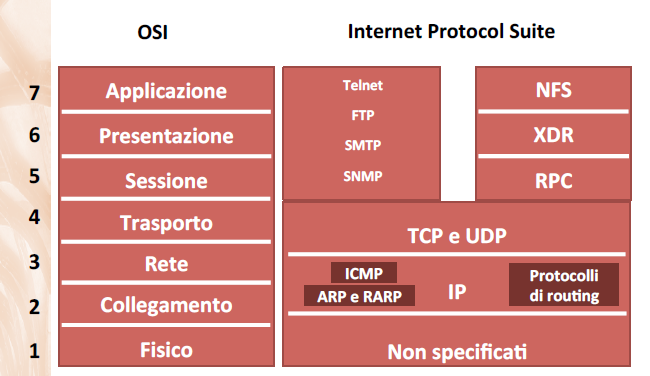 OSI
Internet Protocol Suite
7
Applicazione
Telnet
FTP
NFS
6
Presentazione
SMTP
XDR
5
Sessione
SNMP
RPC
4
Trasporto
TCP e UDP
3
Rete
ICMP
ARP e RARP
IP
Protocolli
di routing
2
Collegamento
1
Fisico
Non specificati